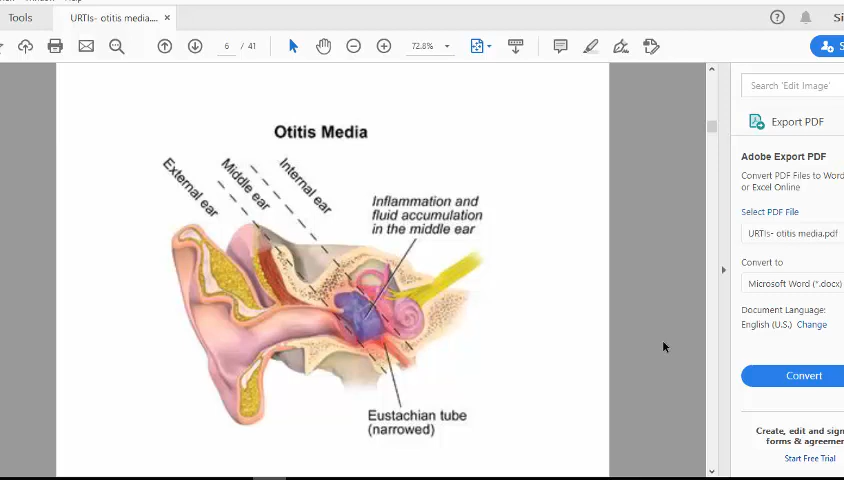 Tools
URTIs- otitis media....
×
6 / 41
72.8%
Search 'Edit Image'
Export PDF
Adobe Export PDF
Convert PDF Files to Word
or Excel Online
Select PDF File
URTIs- otitis media.pdf
Convert to
Microsoft Word (*.docx)
Document Language:
English (U.S.) Change
Convert
Create, edit and sign
forms & agreemen
Start Free Trial
Otitis Media
External ear
Middle ear
Internal ear
Inflammation and
fluid accumulation
in the middle ear
Eustachian tube
(narrowed)